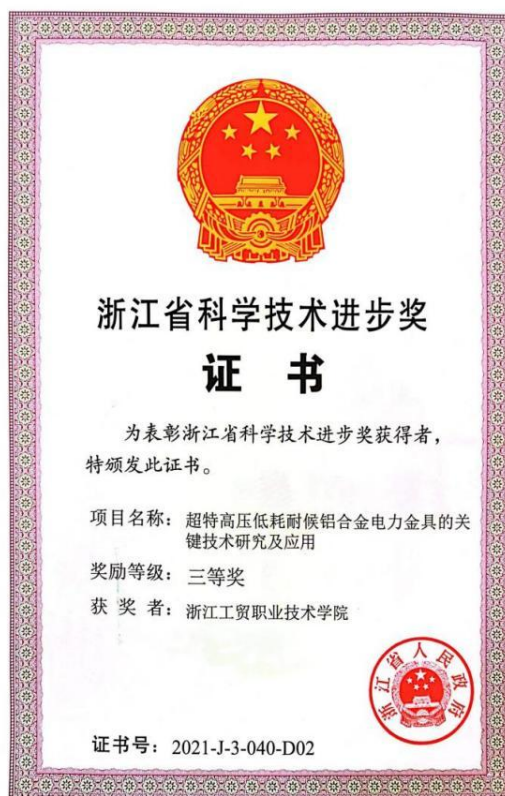 浙江省科学技术进步奖
证 书
为表彰浙江省科学技术进步奖获得者，
特颁发此证书。
项目名称：超特高压低耗耐候铝合金电力金具的关
键技术研究及应用
奖励等级：三等奖
获 奖 者：浙江工贸职业技术学院
浙江省人民政府
证书号：2021-J-3-040-D02